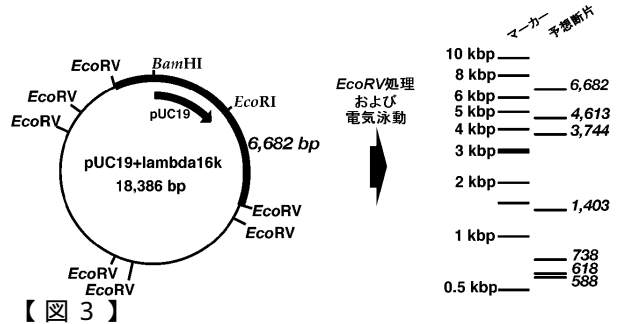 EcoRV
BamHI
EcoRV
EcoRV
EcoRI
pUC19
6,682 bp
pUC19+lambda16k
18,386 bp
EcoRV
EcoRV
EcoRV
EcoRV
【図３】
EcoRV処理
および
電気泳動
マーカー
予想断片
10 kbp
8 kbp
6 kbp
5 kbp
4 kbp
3 kbp
2 kbp
1 kbp
0.5 kbp
6,682
4,613
3,744
1,403
738
618
588